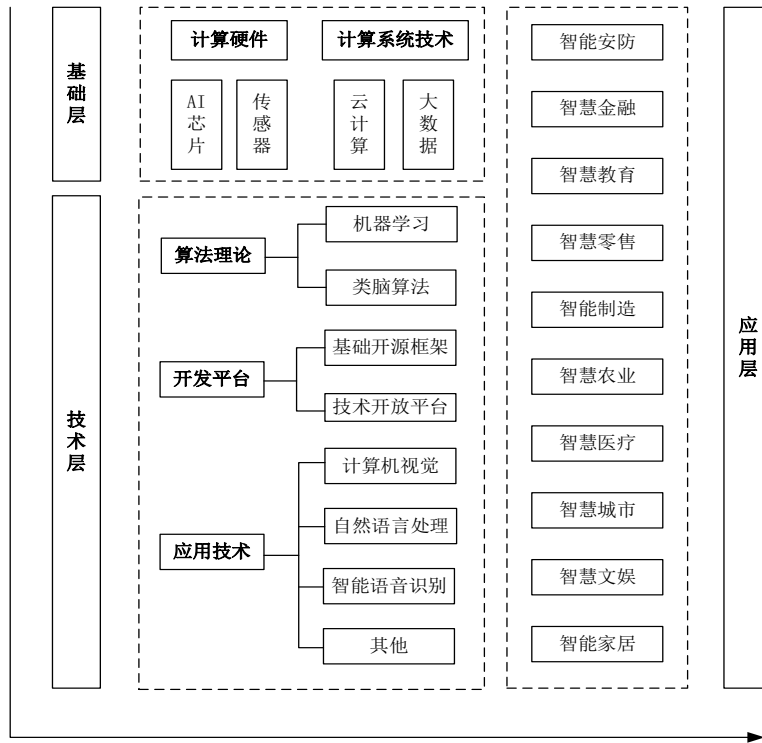 基础层
计算硬件
计算系统技术
AI芯片
传感器
云计算
大数据
技术层
算法理论
机器学习
类脑算法
开发平台
基础开源框架
技术开放平台
应用技术
计算机视觉
自然语言处理
智能语音识别
其他
智能安防
智慧金融
智慧教育
智慧零售
智能制造
智慧农业
智慧医疗
智慧城市
智慧文娱
智能家居
应用层